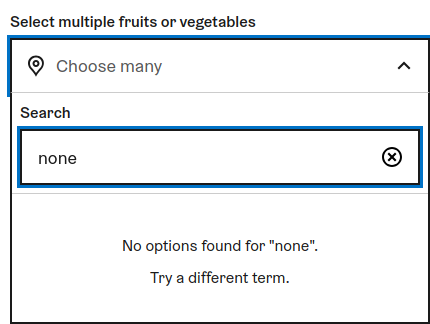 Select multiple fruits or vegetables
Choose many
Search
none
No options found for "none".
Try a different term.